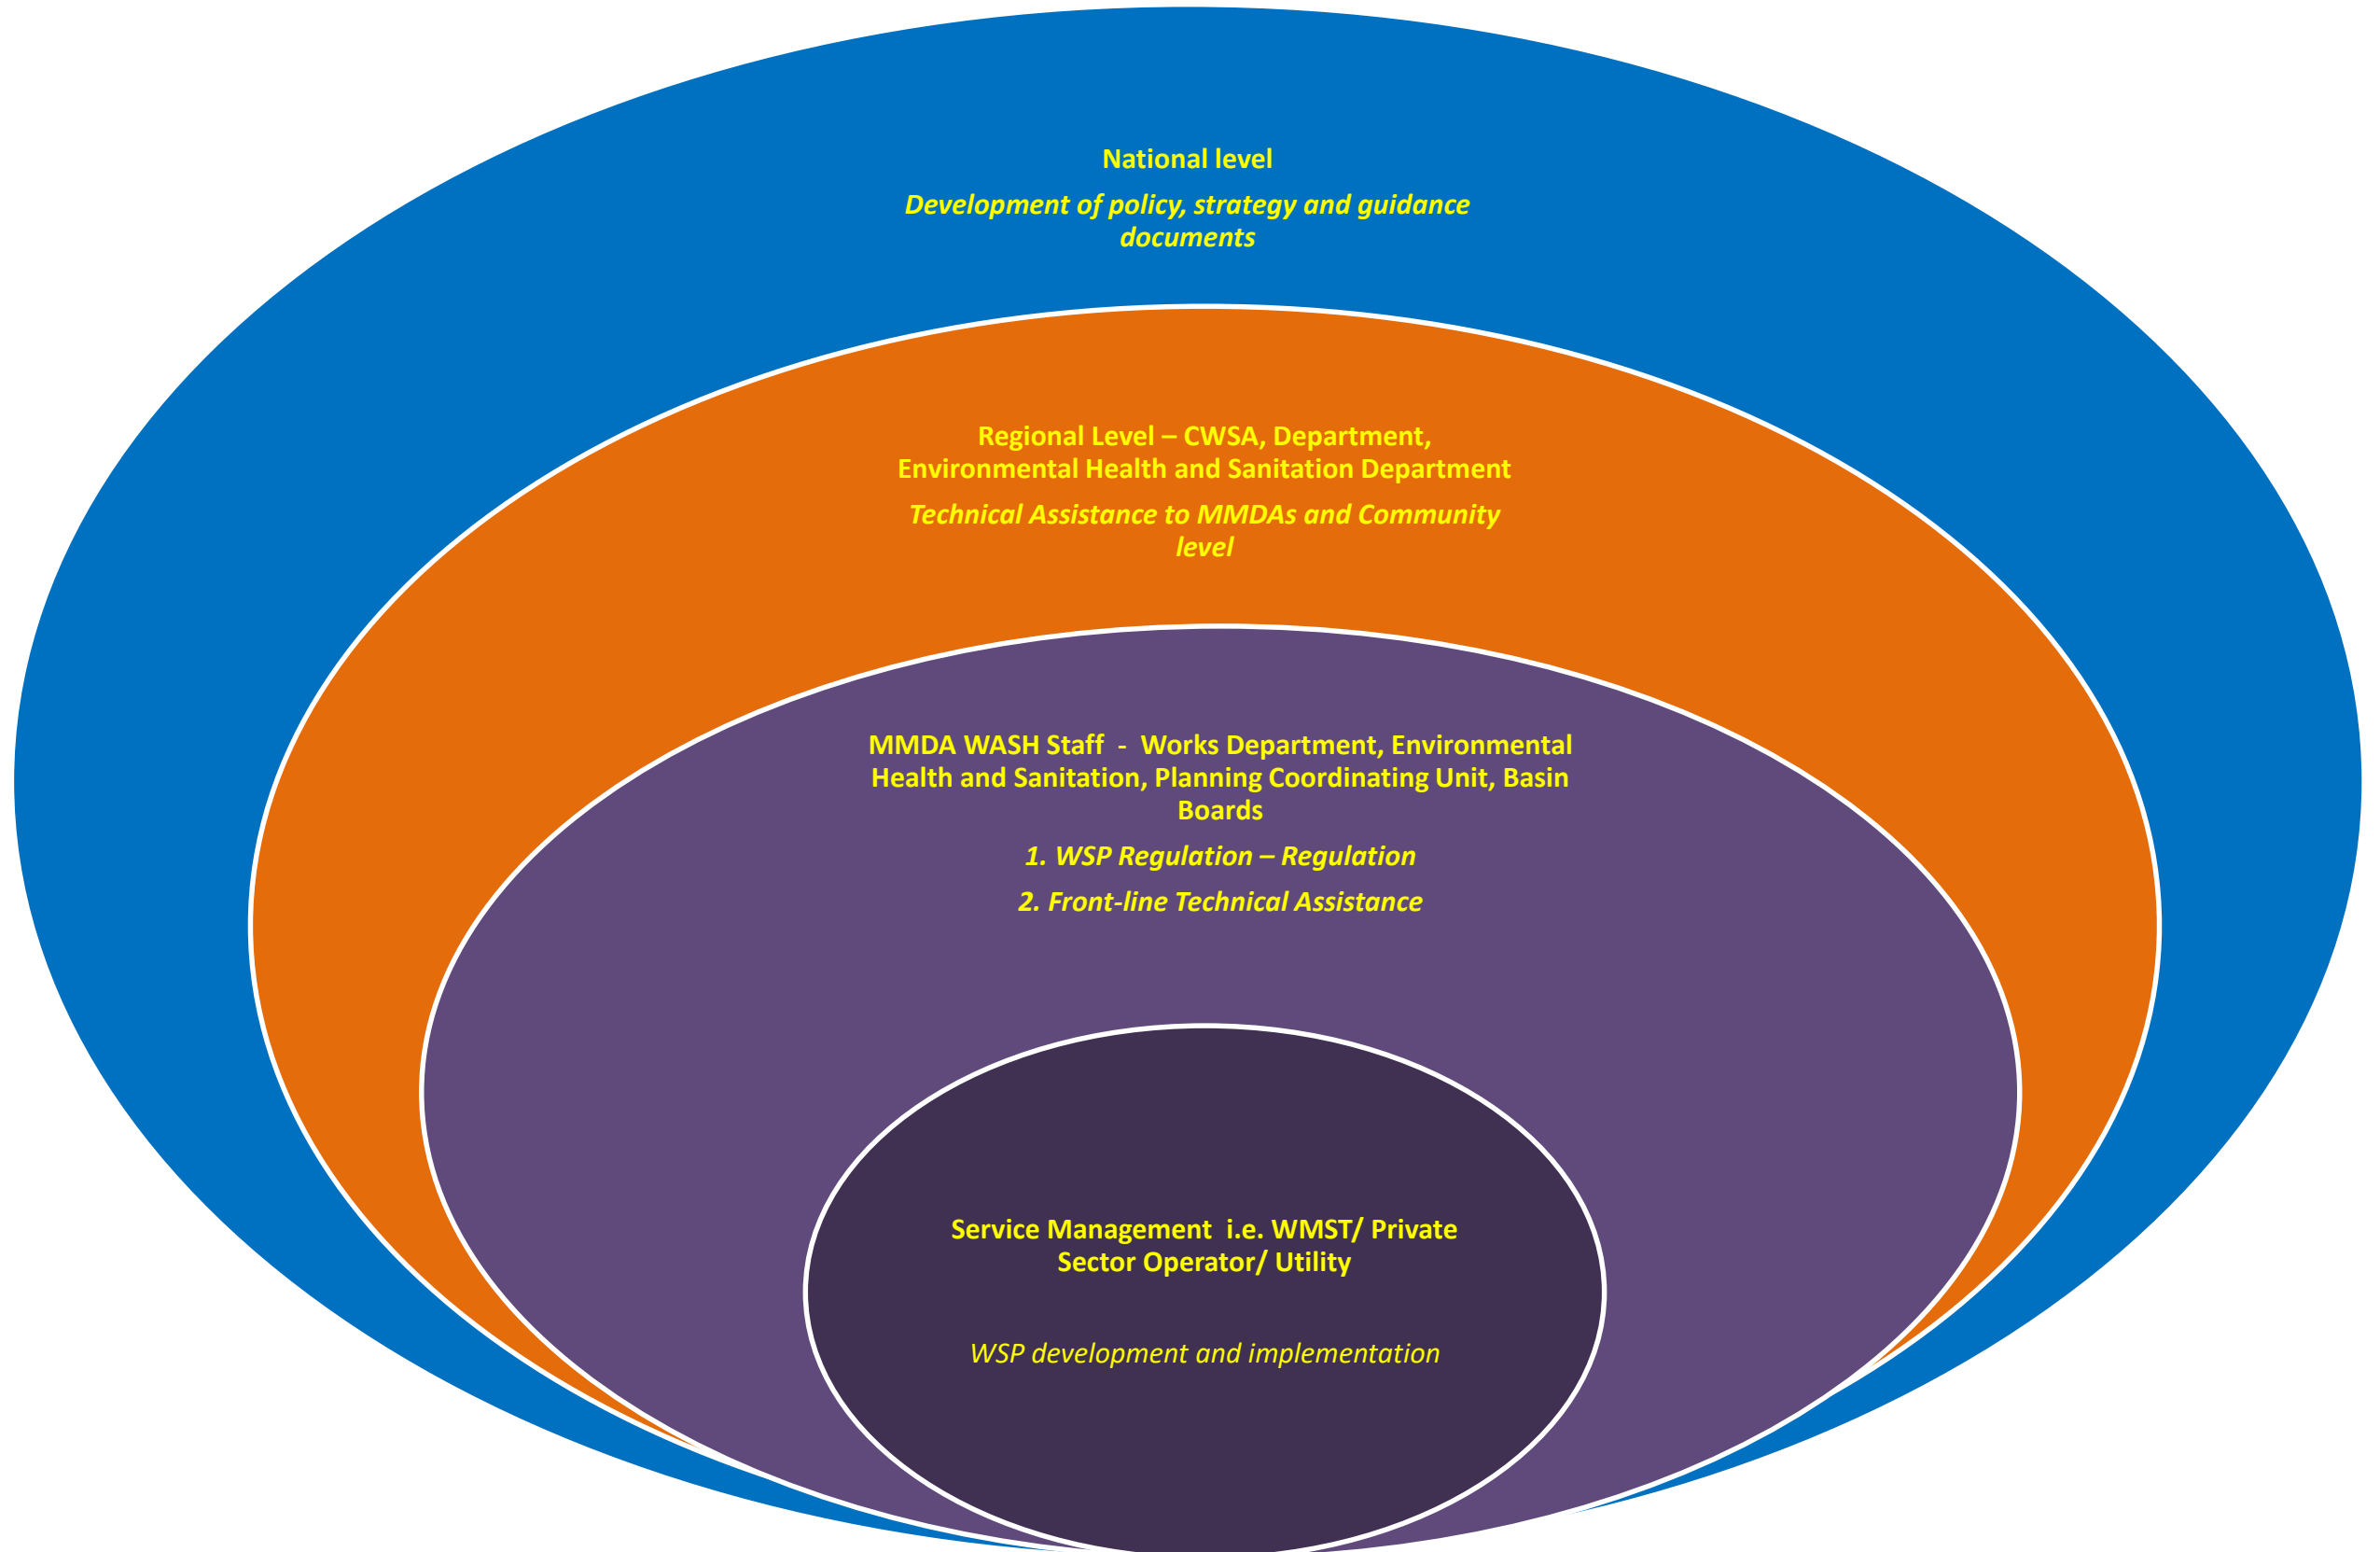 National level
Development of policy, strategy and guidance
documents
Regional Level – CWSA, Department,
Environmental Health and Sanitation Department
Technical Assistance to MMDAs and Community
level
MMDA WASH Staff  -  Works Department, Environmental
Health and Sanitation, Planning Coordinating Unit, Basin
Boards
1. WSP Regulation – Regulation
2. Front-line Technical Assistance
Service Management  i.e. WMST/ Private
Sector Operator/ Utility
WSP development and implementation